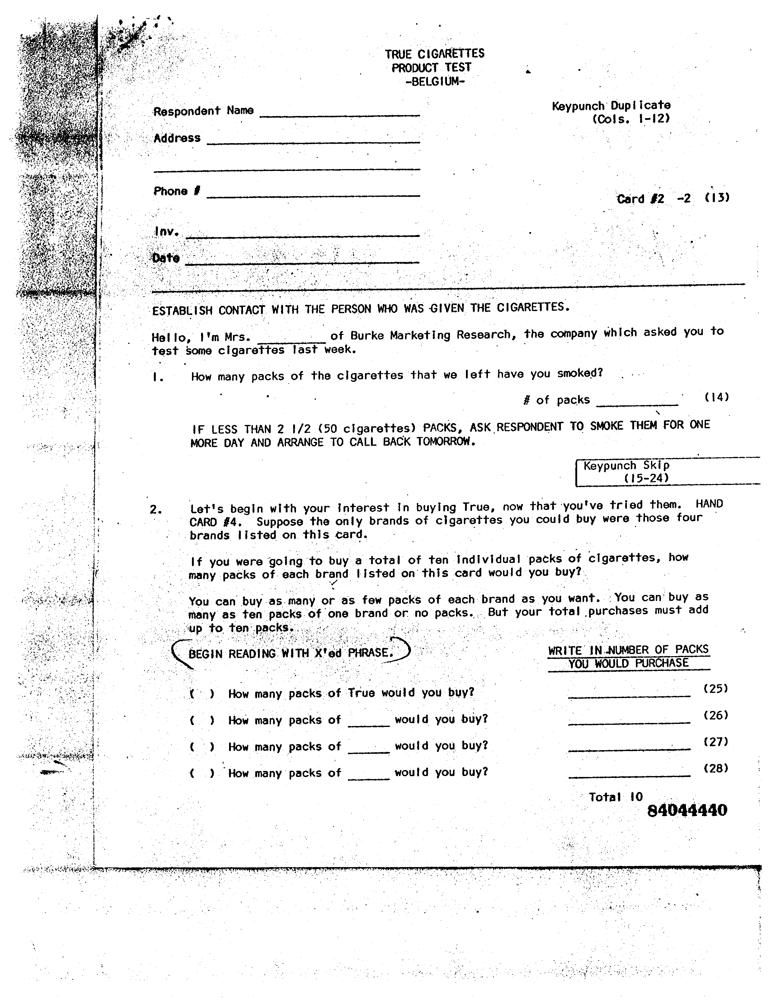 TRUE CIGARETTES
PRODUCT TEST
-BELGIUM-
Respondent Name ____________
Keypunch Duplicate
(Cols. 1-12)
Address ____________
Phone # ____________
Card #2 -2 (13)
Inv. ____________
Date ____________
ESTABLISH CONTACT WITH THE PERSON WHO WAS GIVEN THE CIGARETTES.
Hello, I'm Mrs. ________ of Burke Marketing Research, the company which asked you to
test some cigarettes last week.
1. How many packs of the cigarettes that we left have you smoked?
# of packs __________ (14)
IF LESS THAN 2 1/2 (50 cigarettes) PACKS, ASK RESPONDENT TO SMOKE THEM FOR ONE
MORE DAY AND ARRANGE TO CALL BACK TOMORROW.
Keypunch Skip
(15-24)
2. Let's begin with your interest in buying True, now that you've tried them. HAND
CARD #4. Suppose the only brands of cigarettes you could buy were those four
brands listed on this card.
If you were going to buy a total of ten individual packs of cigarettes, how
many packs of each brand listed on this card would you buy?
You can buy as many or as few packs of each brand as you want. You can buy as
many as ten packs of one brand or no packs. But your total purchases must add
up to ten packs.
(BEGIN READING WITH X'ed PHRASE.)
WRITE IN NUMBER OF PACKS
YOU WOULD PURCHASE
( ) How many packs of True would you buy? __________ (25)
( ) How many packs of _____ would you buy? __________ (26)
( ) How many packs of _____ would you buy? __________ (27)
( ) How many packs of _____ would you buy? __________ (28)
Total 10
84044440